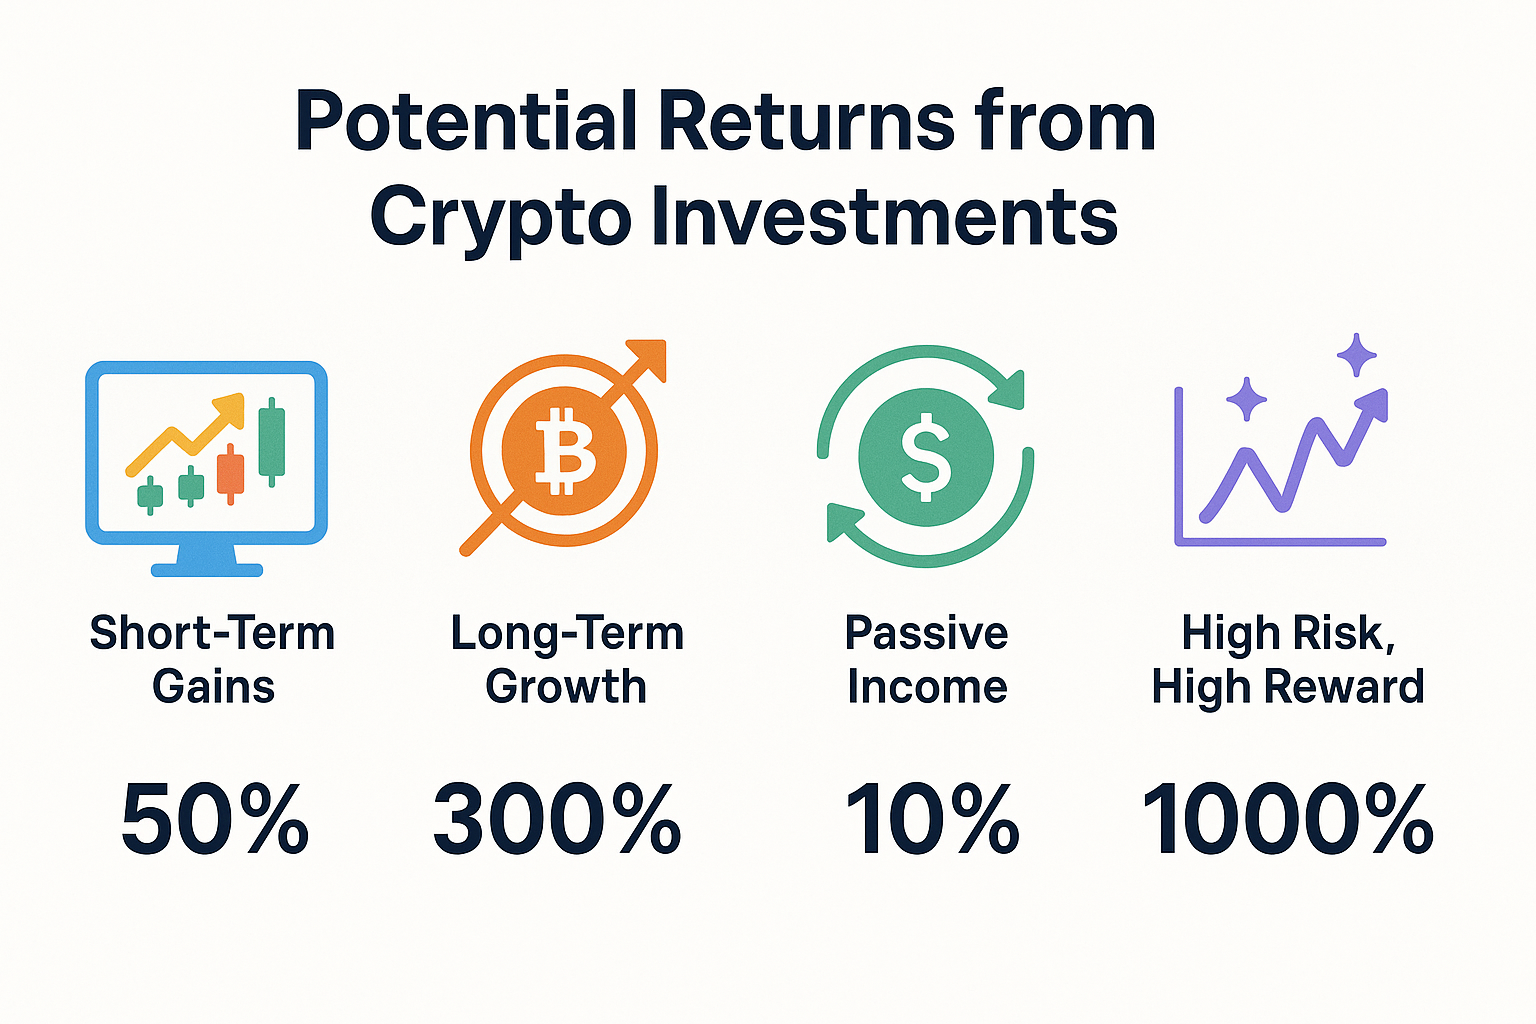 Potential Returns from
Crypto Investments
Short-Term
Gains
50%
Long-Term
Growth
300%
Passive
Income
10%
High Risk,
High Reward
1000%